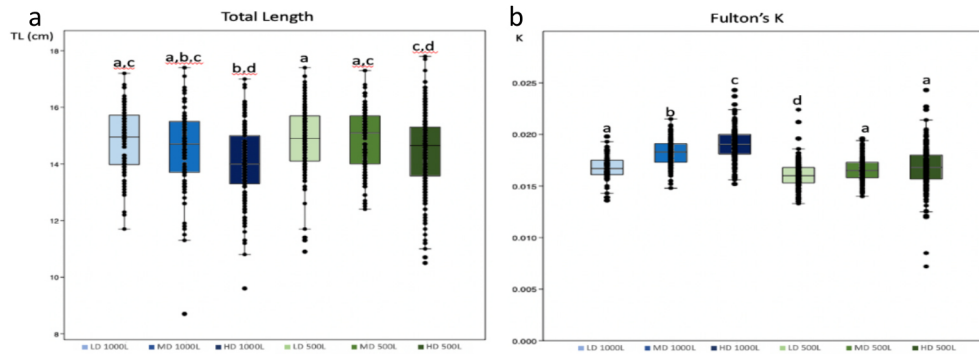 a
Total Length
TL (cm)
18
16
14
12
10
8
a,c
a,b,c
b,d
a
a,c
c,d
LD 1000L MD 1000L HD 1000L LD 500L MD 500L HD 500L
b
Fulton's K
K
0.025
0.020
0.015
0.010
0.005
0.000
a
b
c
d
a
a
LD 1000L MD 1000L HD 1000L LD 500L MD 500L HD 500L